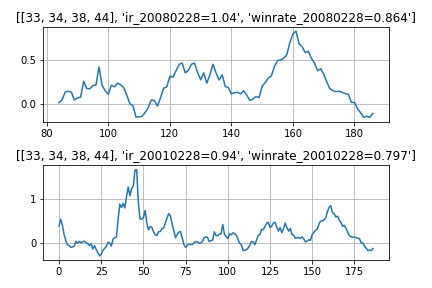 [[33, 34, 38, 44], 'ir_20080228=1.04', 'winrate_20080228=0.864']
0.5
0.0
80 100 120 140 160 180
[[33, 34, 38, 44], 'ir_20010228=0.94', 'winrate_20010228=0.797']
1
0
0 25 50 75 100 125 150 175